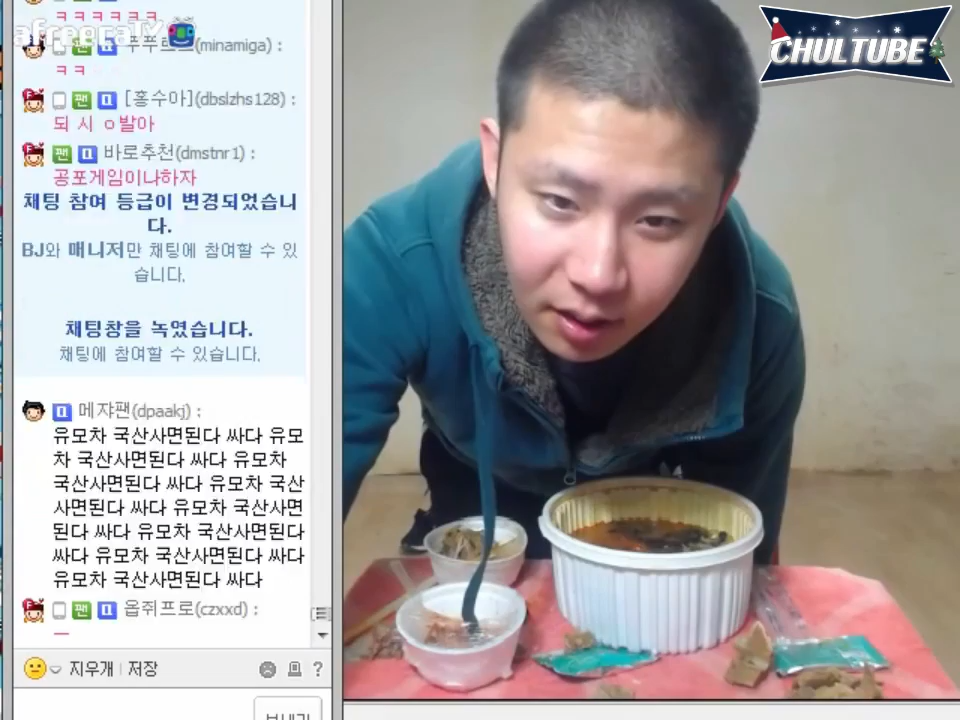 ㅋㅋㅋㅋㅋㅋ
afreecaTV
(minamiga) :
ㅋㅋ
팬 [홍수아](dbslzhs128) :
되 시 ㅇ발아
팬 바로추천(dmstnr1) :
공포게임이나하자
채팅 참여 등급이 변경되었습니
다.
BJ와 매니저만 채팅에 참여할 수 있
습니다.
채팅창을 녹였습니다.
채팅에 참여할 수 있습니다.
메쟈팬(dpaakj) :
유모차 국산사면된다 싸다 유모
차 국산사면된다 싸다 유모차
국산사면된다 싸다 유모차 국산
사면된다 싸다 유모차 국산사면
된다 싸다 유모차 국산사면된다
싸다 유모차 국산사면된다 싸다
유모차 국산사면된다 싸다
팬 옵쥐프로(czxxd) :
ㅡ
지우개 | 저장 ?
보내기
CHULTUBE